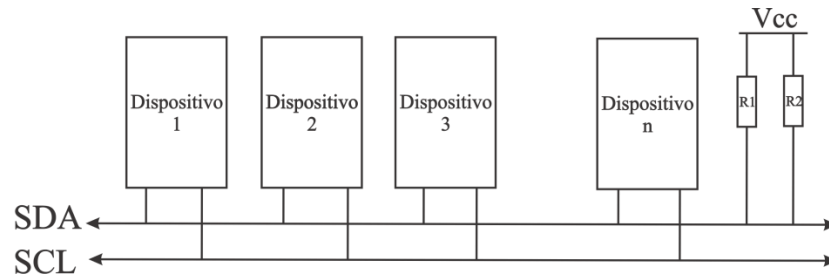 Vcc
Dispositivo
1
Dispositivo
2
Dispositivo
3
Dispositivo
n
R1
R2
SDA
SCL